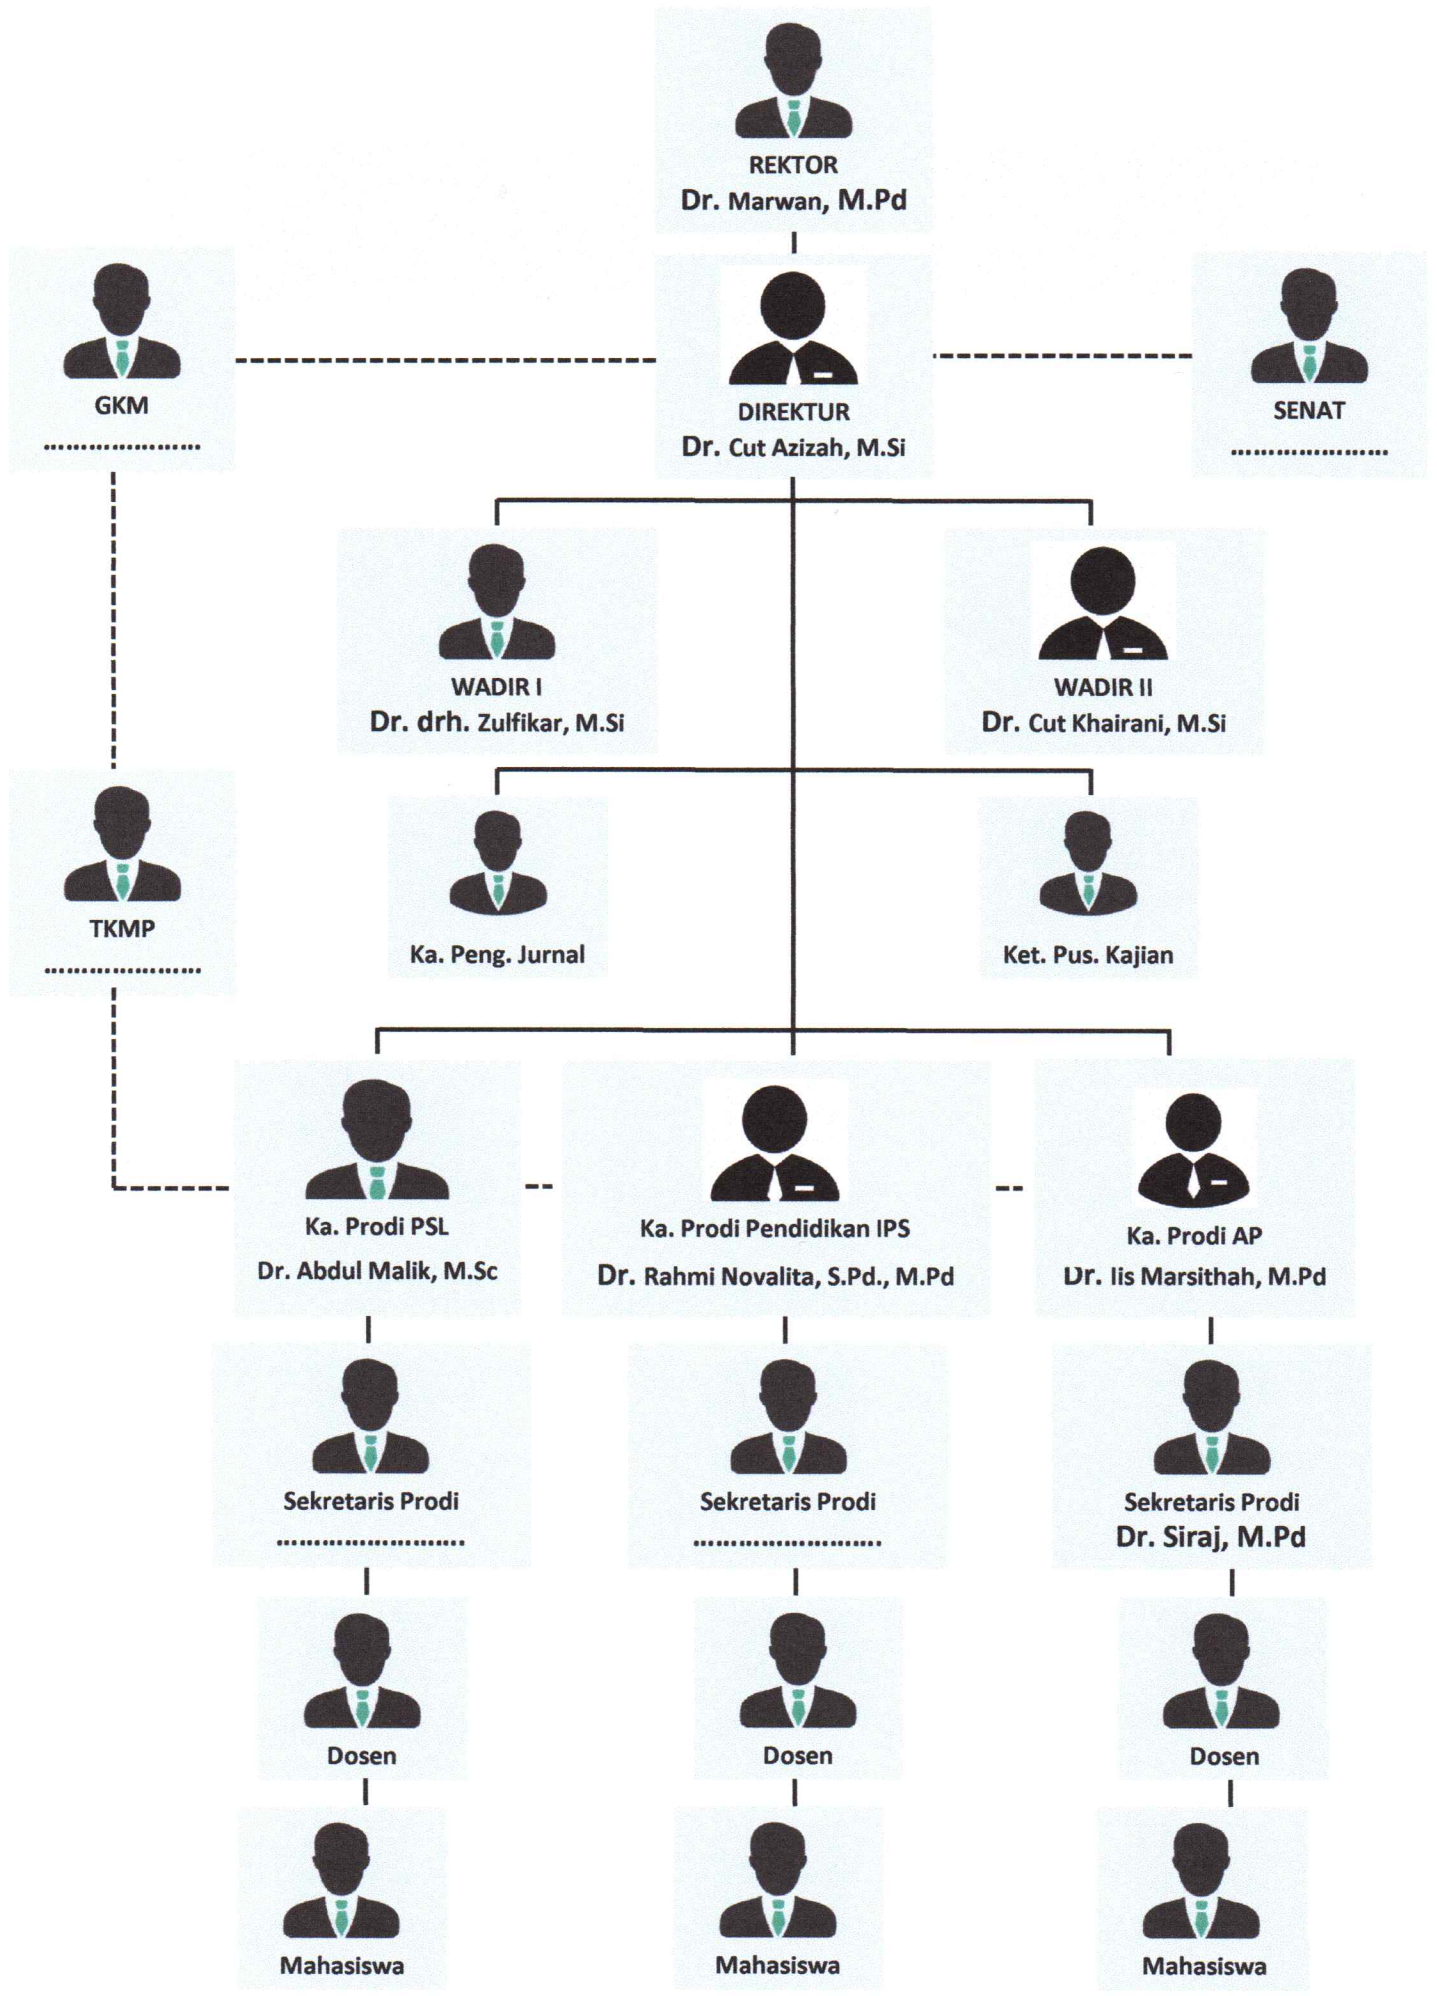 REKTOR
Dr. Marwan, M.Pd
GKM
.....................
DIREKTUR
Dr. Cut Azizah, M.Si
SENAT
.....................
WADIR I
Dr. drh. Zulfikar, M.Si
WADIR II
Dr. Cut Khairani, M.Si
TKMP
.....................
Ka. Peng. Jurnal
Ket. Pus. Kajian
Ka. Prodi PSL
Dr. Abdul Malik, M.Sc
Ka. Prodi Pendidikan IPS
Dr. Rahmi Novalita, S.Pd., M.Pd
Ka. Prodi AP
Dr. Iis Marsithah, M.Pd
Sekretaris Prodi
.........................
Sekretaris Prodi
.........................
Sekretaris Prodi
Dr. Siraj, M.Pd
Dosen
Dosen
Dosen
Mahasiswa
Mahasiswa
Mahasiswa